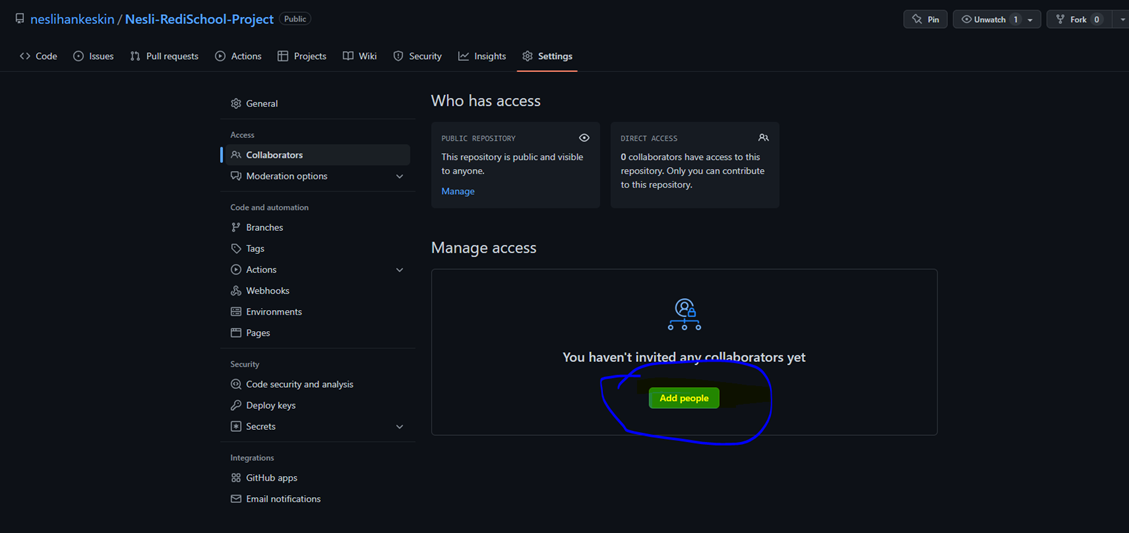 neslihankeskin / Nesli-RediSchool-Project Public
Pin
Unwatch 1
Fork 0
Code
Issues
Pull requests
Actions
Projects
Wiki
Security
Insights
Settings
General
Access
Collaborators
Moderation options
Code and automation
Branches
Tags
Actions
Webhooks
Environments
Pages
Security
Code security and analysis
Deploy keys
Secrets
Integrations
GitHub apps
Email notifications
Who has access
PUBLIC REPOSITORY
This repository is public and visible
to anyone.
Manage
DIRECT ACCESS
0 collaborators have access to this
repository. Only you can contribute
to this repository.
Manage access
You haven't invited any collaborators yet
Add people